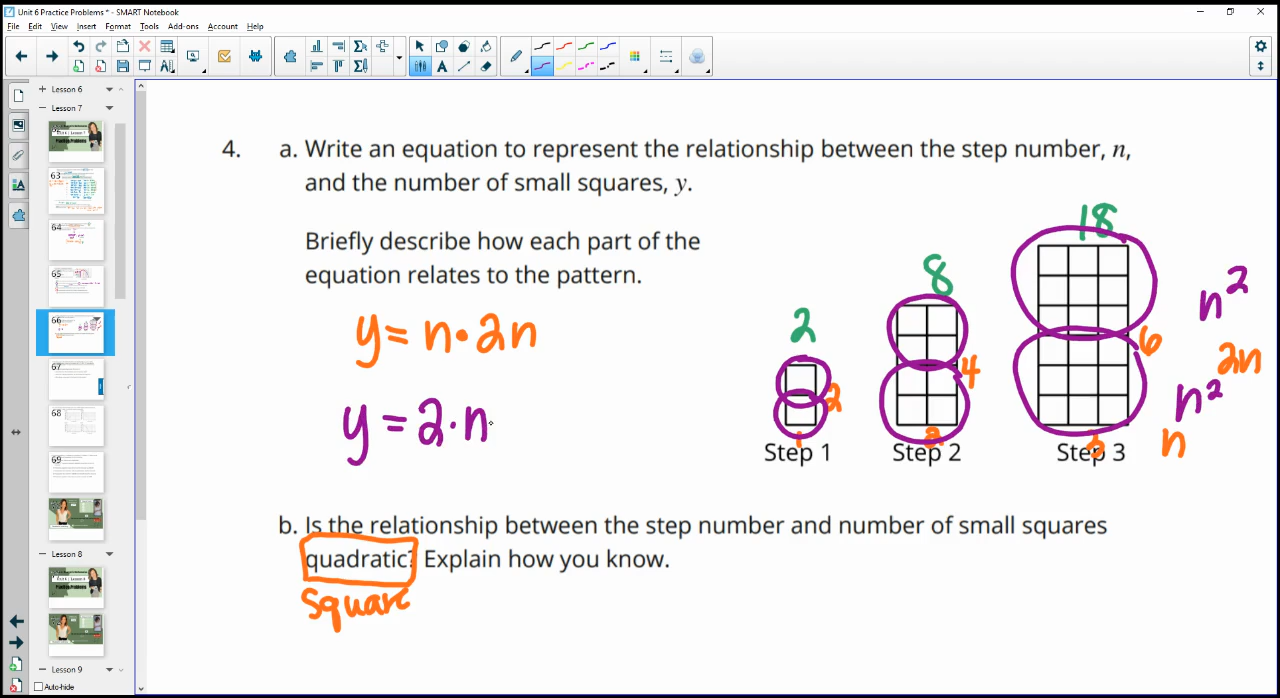 Unit 6 Practice Problems * - SMART Notebook
File Edit View Insert Format Tools Add-ons Account Help
Lesson 6
Lesson 7
63
64
65
66
67
68
69
Lesson 8
Lesson 9
Auto-hide
4. a. Write an equation to represent the relationship between the step number, n,
and the number of small squares, y.
Briefly describe how each part of the
equation relates to the pattern.
y = n · 2n
y = 2 · n
2
8
18
2
4
6
n²
2n
n²
n
1
2
3
Step 1 Step 2 Step 3
b. Is the relationship between the step number and number of small squares
quadratic? Explain how you know.
Square